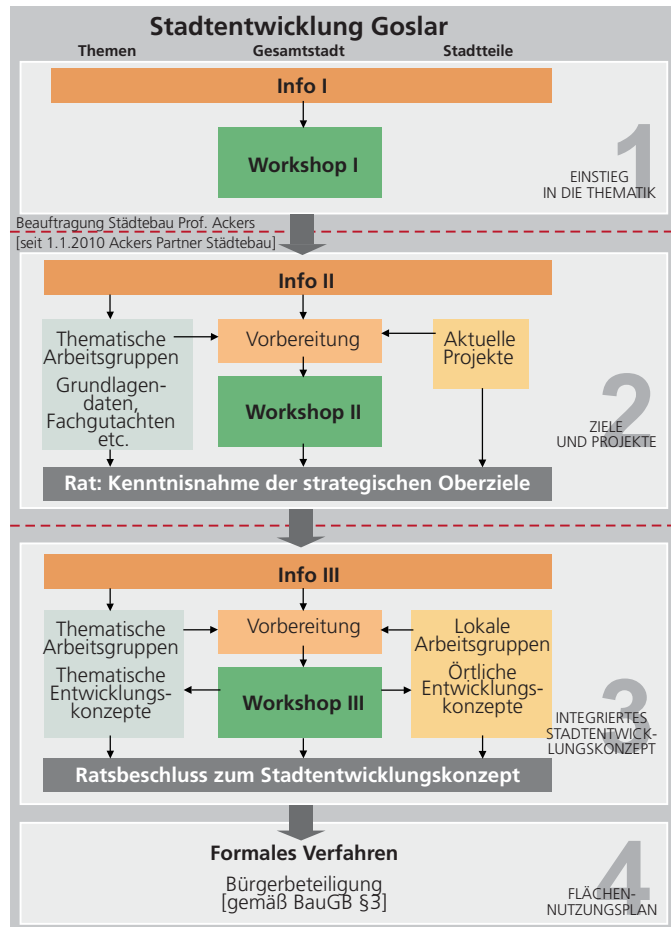 Stadtentwicklung Goslar
Themen
Gesamtstadt
Stadtteile
Info I
Workshop I
1
EINSTIEG
IN DIE THEMATIK
Beauftragung Städtebau Prof. Ackers
[seit 1.1.2010 Ackers Partner Städtebau]
Info II
Thematische
Arbeitsgruppen
Grundlagen-
daten,
Fachgutachten
etc.
Vorbereitung
Workshop II
Aktuelle
Projekte
2
ZIELE
UND PROJEKTE
Rat: Kenntnisnahme der strategischen Oberziele
Info III
Thematische
Arbeitsgruppen
Thematische
Entwicklungs-
konzepte
Vorbereitung
Workshop III
Lokale
Arbeitsgruppen
Örtliche
Entwicklungs-
konzepte
3
INTEGRIERTES
STADTENTWICK-
LUNGSKONZEPT
Ratsbeschluss zum Stadtentwicklungskonzept
Formales Verfahren
Bürgerbeteiligung
[gemäß BauGB §3]
4
FLÄCHEN-
NUTZUNGSPLAN